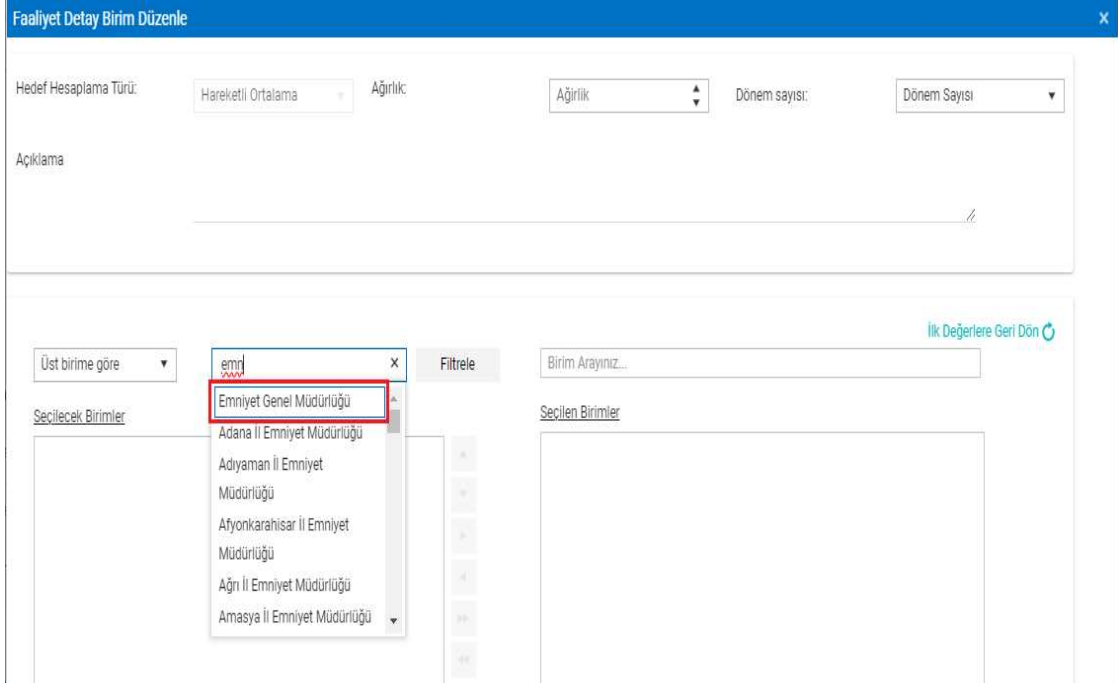 Faaliyet Detay Birim Düzenle
Hedef Hesaplama Türü:
Hareketli Ortalama
Ağırlık:
Ağirlik
Dönem sayısı:
Dönem Sayısı
Açıklama
İlk Değerlere Geri Dön
Üst birime göre
emn
Filtrele
Birim Arayınız...
Seçilecek Birimler
Emniyet Genel Müdürlüğü
Adana İl Emniyet Müdürlüğü
Adıyaman İl Emniyet
Müdürlüğü
Afyonkarahisar İl Emniyet
Müdürlüğü
Ağrı İl Emniyet Müdürlüğü
Amasya İl Emniyet Müdürlüğü
Seçilen Birimler